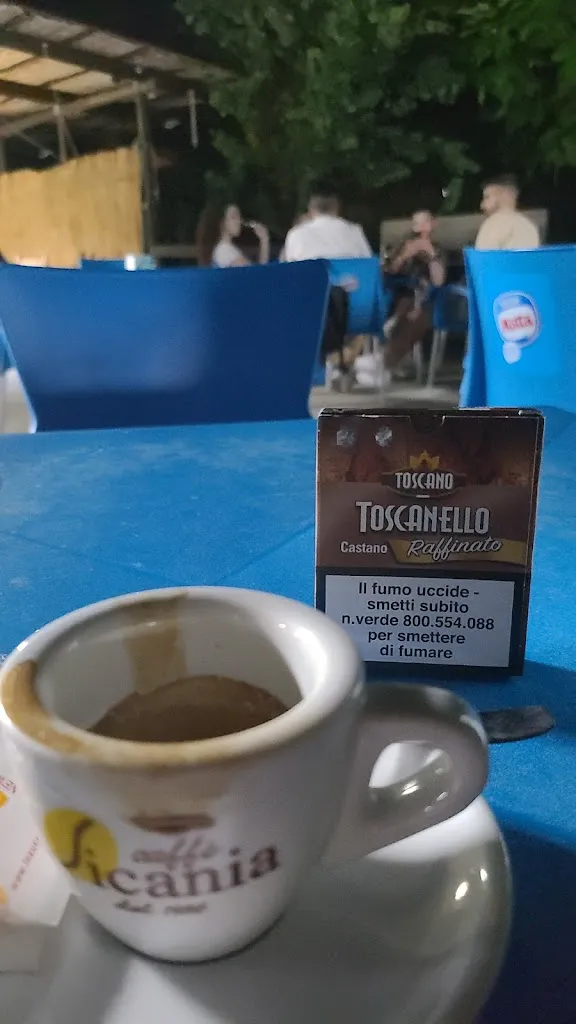 TOSCANO
TOSCANELLO
Castano Raffinato
Il fumo uccide -
smetti subito
n.verde 800.554.088
per smettere
di fumare
caffè
Sicania